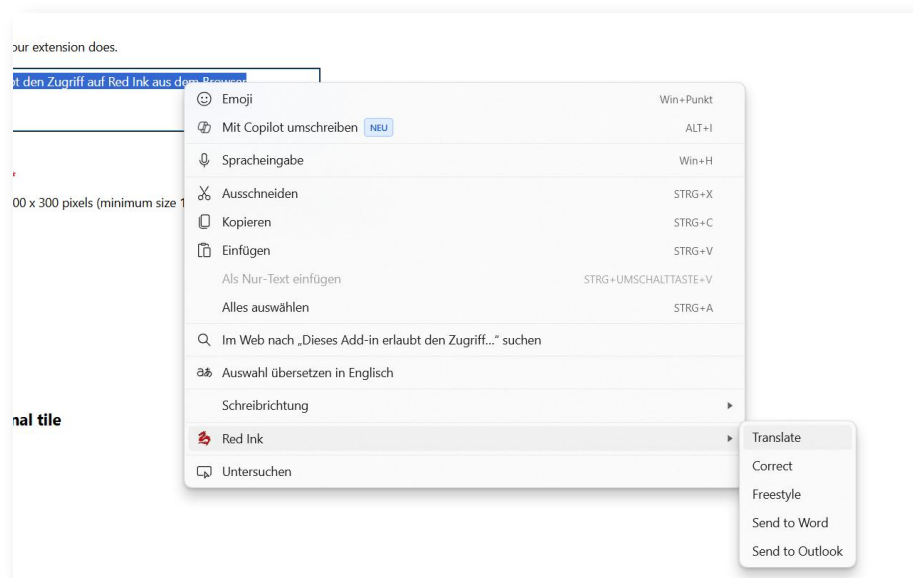 our extension does.
ot den Zugriff auf Red Ink aus dem Browser
*
00 x 300 pixels (minimum size 1
nal tile
Emoji Win+Punkt
Mit Copilot umschreiben NEU ALT+I
Spracheingabe Win+H
Ausschneiden STRG+X
Kopieren STRG+C
Einfügen STRG+V
Als Nur-Text einfügen STRG+UMSCHALTTASTE+V
Alles auswählen STRG+A
Im Web nach „Dieses Add-in erlaubt den Zugriff...“ suchen
Auswahl übersetzen in Englisch
Schreibrichtung
Red Ink
Untersuchen
Translate
Correct
Freestyle
Send to Word
Send to Outlook